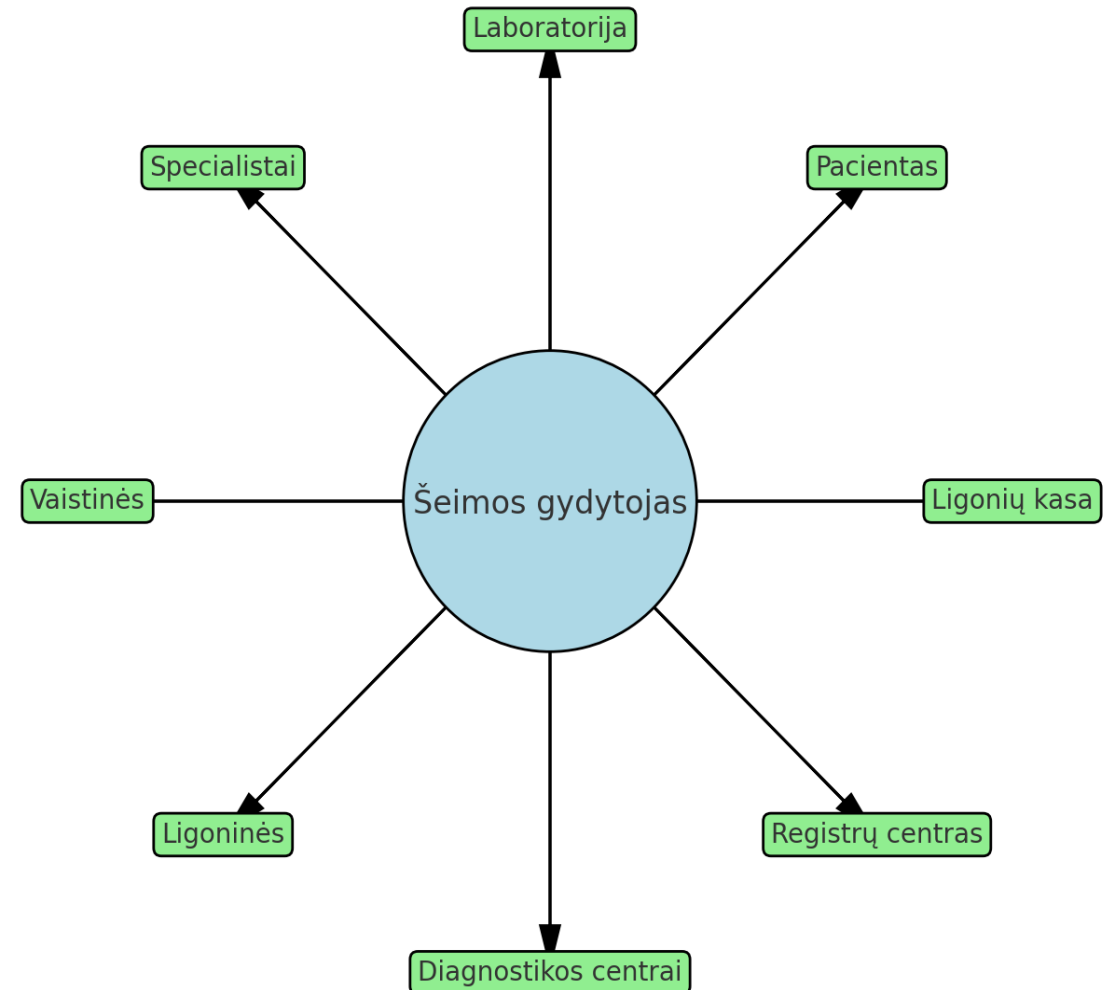 Laboratorija
Specialistai
Pacientas
Vaistinės
Šeimos gydytojas
Ligonių kasa
Ligoninės
Registrų centras
Diagnostikos centrai